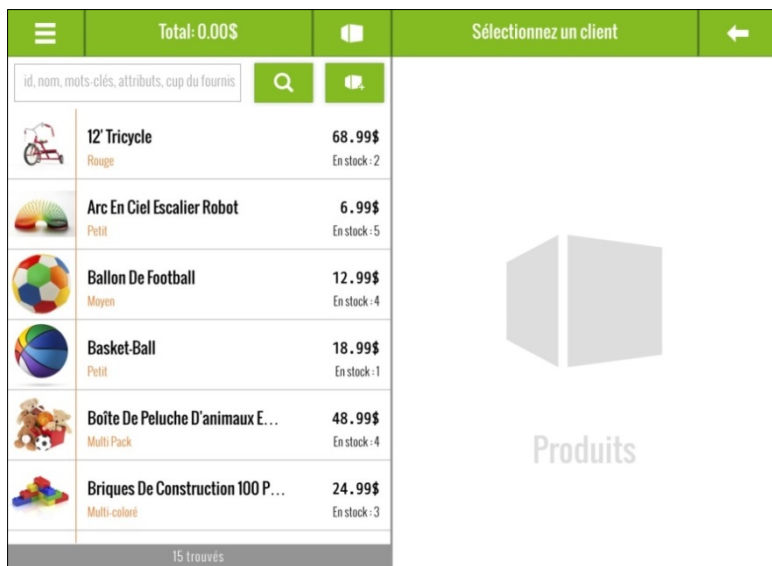 Total: 0.00$
Sélectionnez un client
id, nom, mots-clés, attributs, cup du fournis
12' Tricycle
68.99$
Rouge
En stock : 2
Arc En Ciel Escalier Robot
6.99$
Petit
En stock : 5
Ballon De Football
12.99$
Moyen
En stock : 4
Basket-Ball
18.99$
Petit
En stock : 1
Boîte De Peluche D'animaux E...
48.99$
Multi Pack
En stock : 4
Briques De Construction 100 P...
24.99$
Multi-coloré
En stock : 3
Produits
15 trouvés